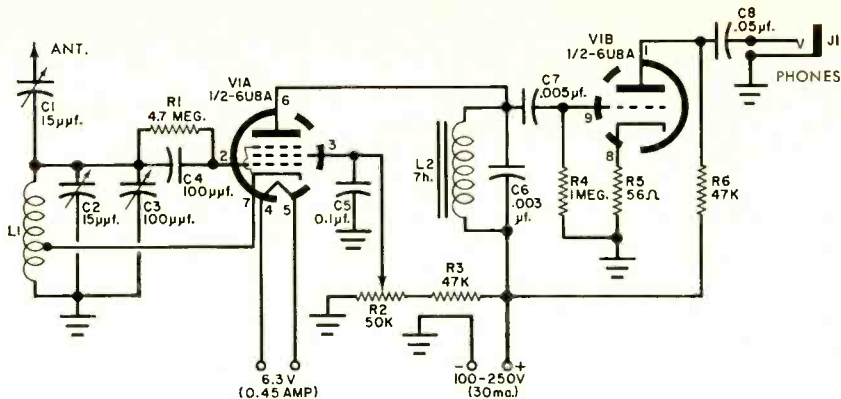 ANT.
C1
15μμf.
R1
4.7 MEG.
V1A
1/2-6U8A
6
2
3
7
4
5
C4
100μμf.
C2
15μμf.
C3
100μμf.
L1
C5
0.1μf.
R2
50K
R3
47K
6.3V
(0.45 AMP)
L2
7h.
C7
.005μf.
C6
.003
μf.
- +
100-250V
(30ma.)
V1B
1/2-6U8A
1
9
8
R4
1MEG.
R5
56Ω
R6
47K
C8
.05μf.
J1
PHONES